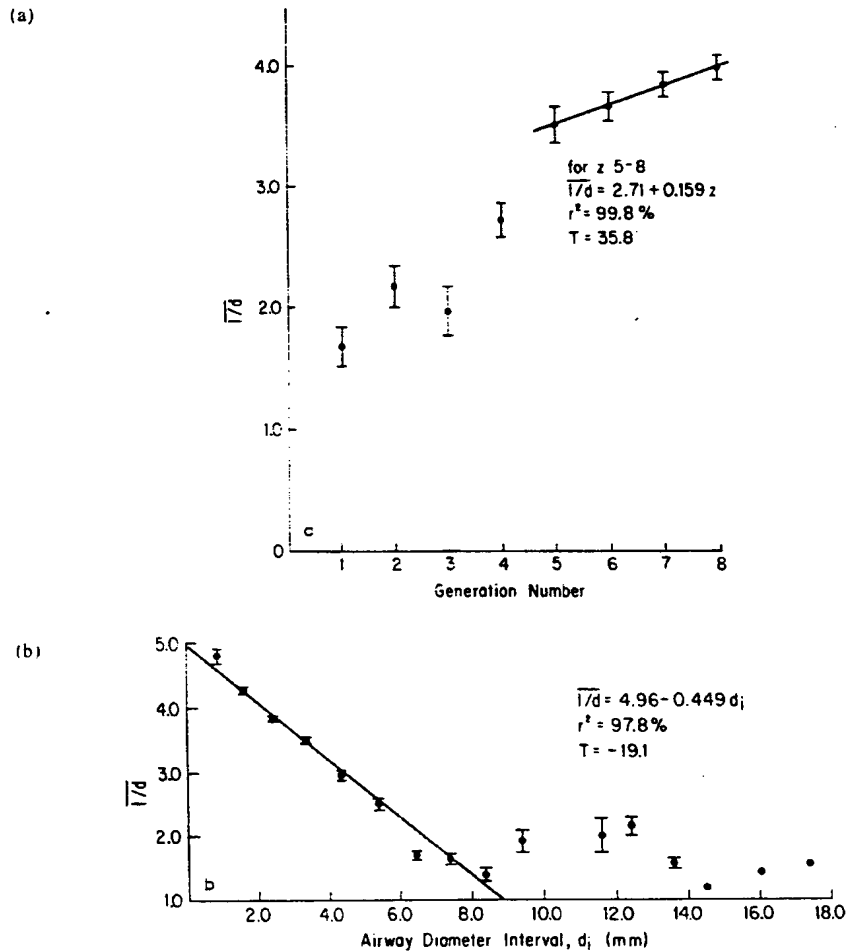 (a)
4.0
3.0
2.0
1.0
0
l/d
for z 5-8
l/d = 2.71 + 0.159 z
r² = 99.8 %
T = 35.8
c
1 2 3 4 5 6 7 8
Generation Number
(b)
5.0
4.0
3.0
2.0
1.0
l/d
l/d = 4.96 - 0.449 dᵢ
r² = 97.8 %
T = -19.1
b
2.0 4.0 6.0 8.0 10.0 12.0 14.0 16.0 18.0
Airway Diameter Interval, dᵢ (mm)